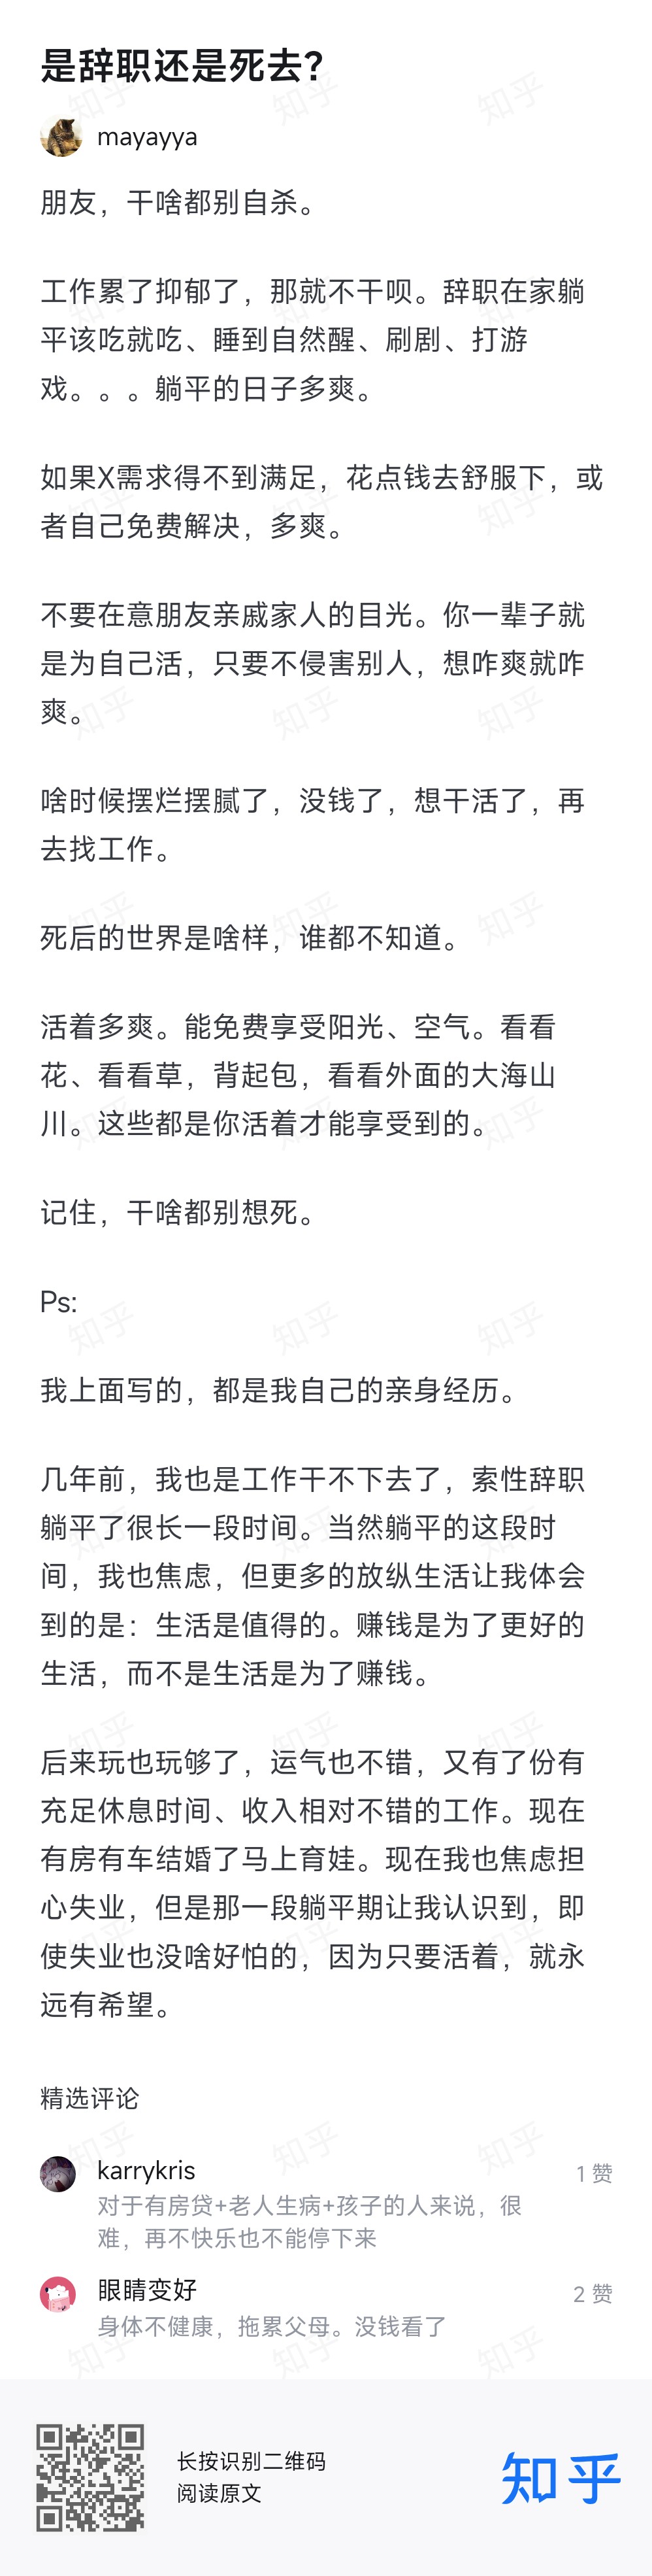 是辞职还是死去？
mayayya
朋友，干啥都别自杀。
工作累了抑郁了，那就不干呗。辞职在家躺
平该吃就吃、睡到自然醒、刷剧、打游
戏。。。躺平的日子多爽。
如果X需求得不到满足，花点钱去舒服下，或
者自己免费解决，多爽。
不要在意朋友亲戚家人的目光。你一辈子就
是为自己活，只要不侵害别人，想咋爽就咋
爽。
啥时候摆烂摆腻了，没钱了，想干活了，再
去找工作。
死后的世界是啥样，谁都不知道。
活着多爽。能免费享受阳光、空气。看看
花、看看草，背起包，看看外面的大海山
川。这些都是你活着才能享受到的。
记住，干啥都别想死。
Ps:
我上面写的，都是我自己的亲身经历。
几年前，我也是工作干不下去了，索性辞职
躺平了很长一段时间。当然躺平的这段时
间，我也焦虑，但更多的放纵生活让我体会
到的是：生活是值得的。赚钱是为了更好的
生活，而不是生活是为了赚钱。
后来玩也玩够了，运气也不错，又有了份有
充足休息时间、收入相对不错的工作。现在
有房有车结婚了马上育娃。现在我也焦虑担
心失业，但是那一段躺平期让我认识到，即
使失业也没啥好怕的，因为只要活着，就永
远有希望。
精选评论
karrykris
1 赞
对于有房贷+老人生病+孩子的人来说，很
难，再不快乐也不能停下来
眼睛变好
2 赞
身体不健康，拖累父母。没钱看了
长按识别二维码
阅读原文
知乎